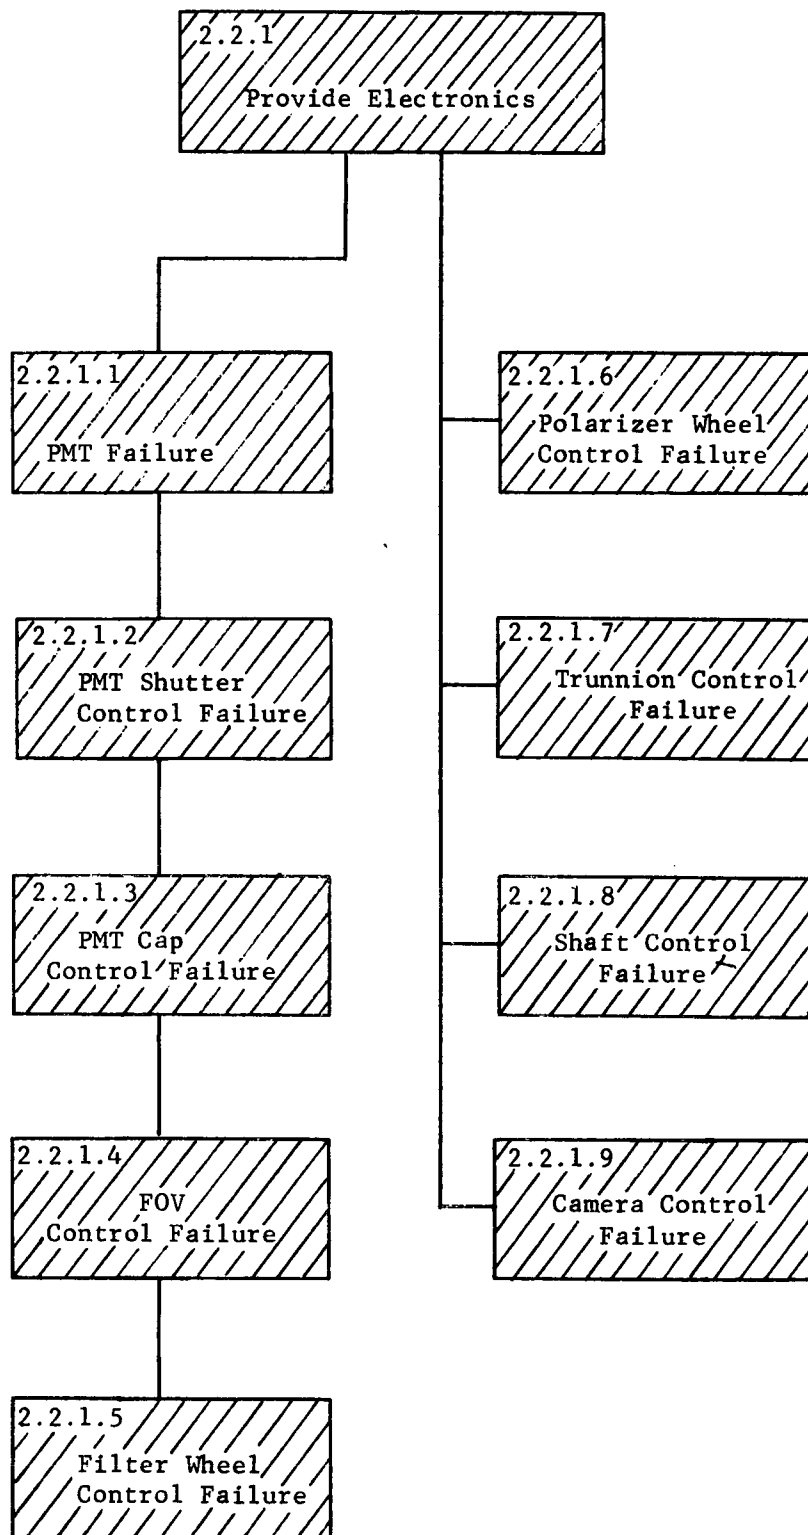 2.2.1
Provide Electronics
2.2.1.1
PMT Failure
2.2.1.2
PMT Shutter
Control Failure
2.2.1.3
PMT Cap
Control Failure
2.2.1.4
FOV
Control Failure
2.2.1.5
Filter Wheel
Control Failure
2.2.1.6
Polarizer Wheel
Control Failure
2.2.1.7
Trunnion Control
Failure
2.2.1.8
Shaft Control
Failure
2.2.1.9
Camera Control
Failure